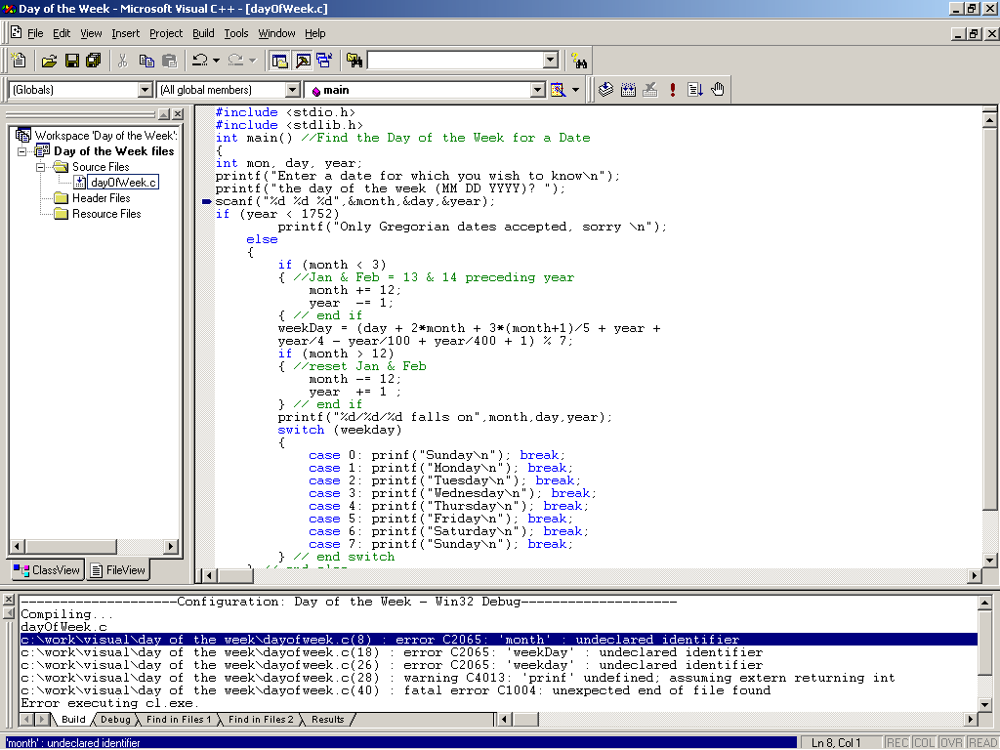 Day of the Week - Microsoft Visual C++ - [dayOfWeek.c]
File Edit View Insert Project Build Tools Window Help
(Globals) (All global members) main
Workspace 'Day of the Week':
Day of the Week files
Source Files
dayOfWeek.c
Header Files
Resource Files
ClassView FileView
#include <stdio.h>
#include <stdlib.h>
int main() //Find the Day of the Week for a Date
{
int mon, day, year;
printf("Enter a date for which you wish to know\n");
printf("the day of the week (MM DD YYYY)? ");
scanf("%d %d %d",&month,&day,&year);
if (year < 1752)
printf("Only Gregorian dates accepted, sorry \n");
else
{
if (month < 3)
{ //Jan & Feb = 13 & 14 preceding year
month += 12;
year -= 1;
{ // end if
weekDay = (day + 2*month + 3*(month+1)/5 + year +
year/4 - year/100 + year/400 + 1) % 7;
if (month > 12)
{ //reset Jan & Feb
month -= 12;
year += 1 ;
} // end if
printf("%d/%d/%d falls on",month,day,year);
switch (weekday)
{
case 0: prinf("Sunday\n"); break;
case 1: printf("Monday\n"); break;
case 2: printf("Tuesday\n"); break;
case 3: printf("Wednesday\n"); break;
case 4: printf("Thursday\n"); break;
case 5: printf("Friday\n"); break;
case 6: printf("Saturday\n"); break;
case 7: printf("Sunday\n"); break;
} // end switch
} // end else
--------------------Configuration: Day of the Week - Win32 Debug--------------------
Compiling...
dayOfWeek.c
c:\work\visual\day of the week\dayofweek.c(8) : error C2065: 'month' : undeclared identifier
c:\work\visual\day of the week\dayofweek.c(18) : error C2065: 'weekDay' : undeclared identifier
c:\work\visual\day of the week\dayofweek.c(26) : error C2065: 'weekday' : undeclared identifier
c:\work\visual\day of the week\dayofweek.c(28) : warning C4013: 'prinf' undefined; assuming extern returning int
c:\work\visual\day of the week\dayofweek.c(40) : fatal error C1004: unexpected end of file found
Error executing cl.exe.
Build Debug Find in Files 1 Find in Files 2 Results
'month' : undeclared identifier Ln 8, Col 1 REC COL OVR READ